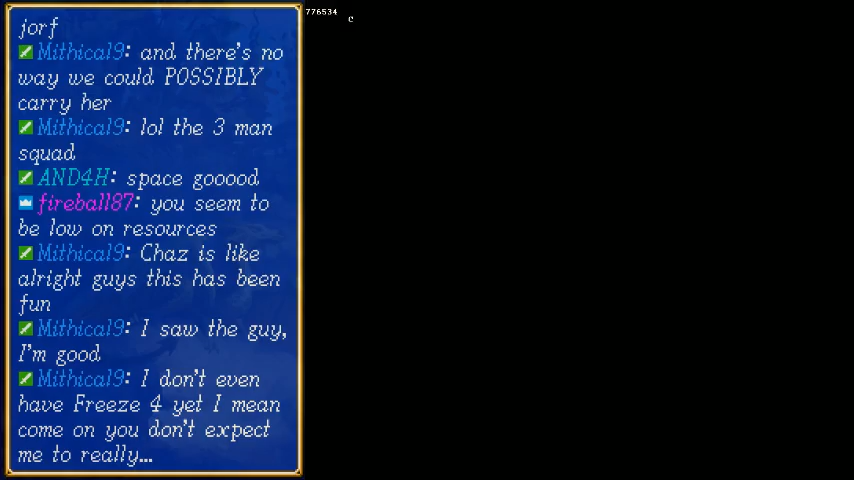 jorf
Mithical9: and there's no
way we could POSSIBLY
carry her
Mithical9: lol the 3 man
squad
AND4H: space gooood
fireball87: you seem to
be low on resources
Mithical9: Chaz is like
alright guys this has been
fun
Mithical9: I saw the guy,
I'm good
Mithical9: I don't even
have Freeze 4 yet I mean
come on you don't expect
me to really...
776534
c